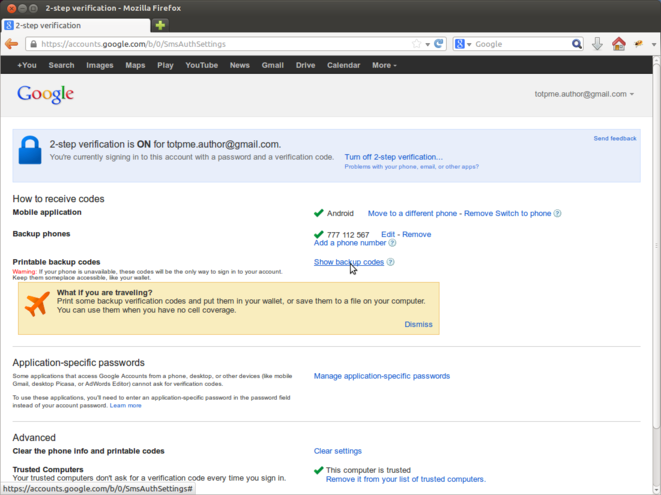 2-step verification - Mozilla Firefox
2-step verification
https://accounts.google.com/b/0/SmsAuthSettings
Google
+You Search Images Maps Play YouTube News Gmail Drive Calendar More
Google
totpme.author@gmail.com
Send feedback
2-step verification is ON for totpme.author@gmail.com.
You're currently signing in to this account with a password and a verification code. Turn off 2-step verification...
Problems with your phone, email, or other apps?
How to receive codes
Mobile application Android Move to a different phone - Remove Switch to phone ?
Backup phones 777 112 567 Edit - Remove
Add a phone number ?
Printable backup codes Show backup codes ?
Warning: If your phone is unavailable, these codes will be the only way to sign in to your account.
Keep them someplace accessible, like your wallet.
What if you are traveling?
Print some backup verification codes and put them in your wallet, or save them to a file on your computer.
You can use them when you have no cell coverage.
Dismiss
Application-specific passwords
Some applications that access Google Accounts from a phone, desktop, or other devices (like mobile Manage application-specific passwords
Gmail, desktop Picasa, or AdWords Editor) cannot ask for verification codes.
To use these applications, you'll need to enter an application-specific password in the password field
instead of your account password. Learn more
Advanced
Clear the phone info and printable codes Clear settings
Trusted Computers This computer is trusted
Your trusted computers don't ask for a verification code every time you sign in. Remove it from your list of trusted computers.
https://accounts.google.com/b/0/SmsAuthSettings#